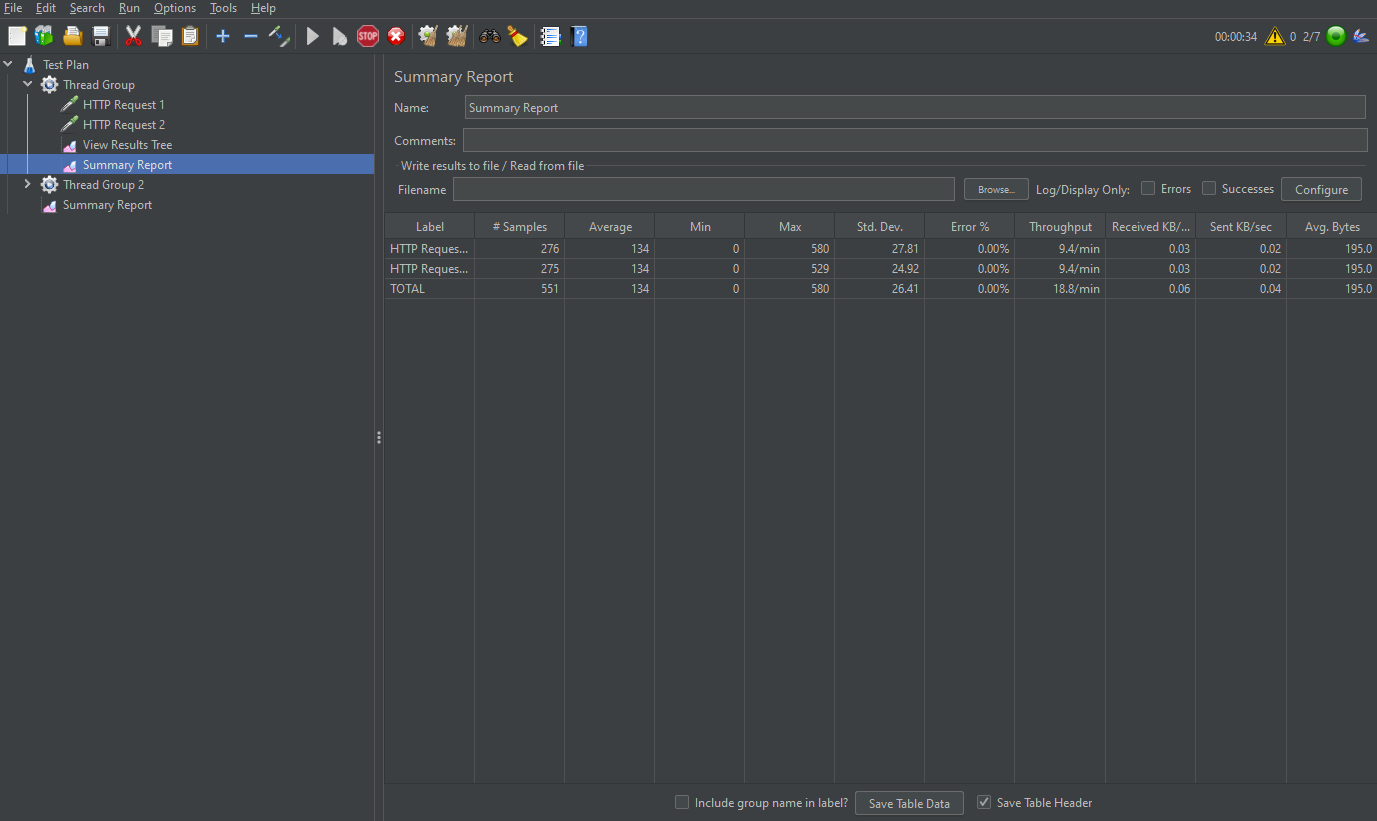 File Edit Search Run Options Tools Help
STOP ? 00:00:34 0 2/7
Test Plan
Thread Group
HTTP Request 1
HTTP Request 2
View Results Tree
Summary Report
Thread Group 2
Summary Report
Summary Report
Name: Summary Report
Comments:
Write results to file / Read from file
Filename Browse... Log/Display Only: Errors Successes Configure
Label # Samples Average Min Max Std. Dev. Error % Throughput Received KB/... Sent KB/sec Avg. Bytes
HTTP Reques... 276 134 0 580 27.81 0.00% 9.4/min 0.03 0.02 195.0
HTTP Reques... 275 134 0 529 24.92 0.00% 9.4/min 0.03 0.02 195.0
TOTAL 551 134 0 580 26.41 0.00% 18.8/min 0.06 0.04 195.0
Include group name in label? Save Table Data Save Table Header